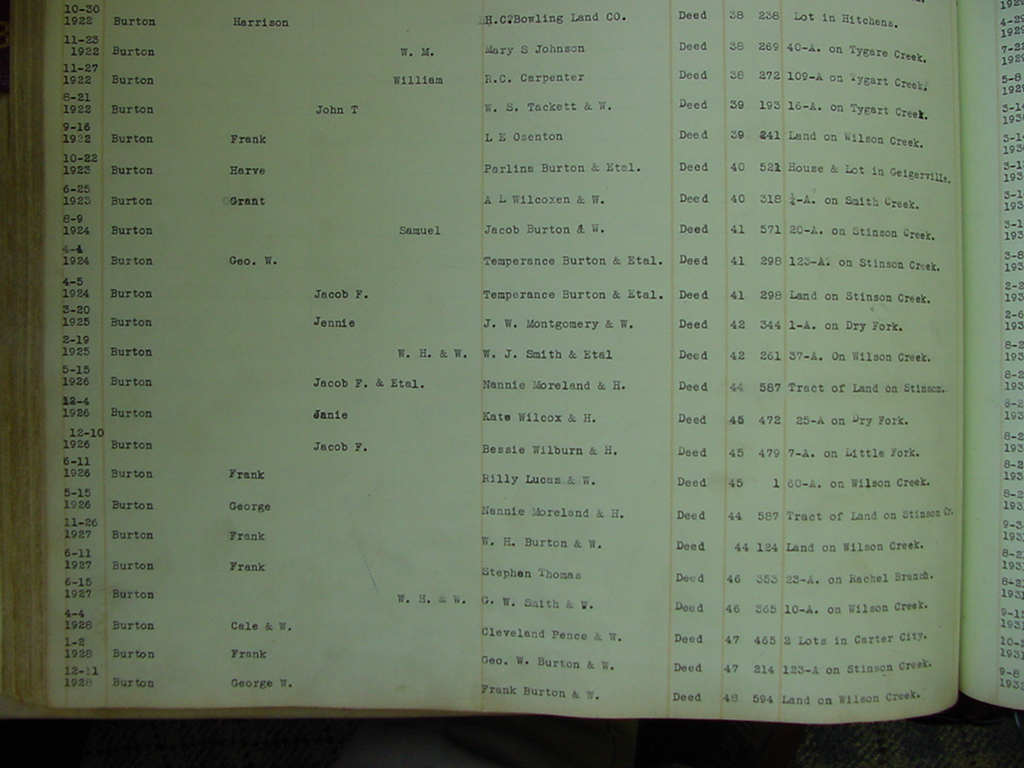 10-30
1922 Burton Harrison H.C.Bowling Land CO. Deed 38 238 Lot in Hitchens.
11-23
1922 Burton W. M. Mary S Johnson Deed 38 269 40-A. on Tygare Creek.
11-27
1922 Burton William R.C. Carpenter Deed 38 272 109-A on Tygart Creek.
8-21
1922 Burton John T W. S. Tackett & W. Deed 39 193 16-A. on Tygart Creek.
9-16
1922 Burton Frank L E Osenton Deed 39 241 Land on Wilson Creek.
10-22
1923 Burton Harve Parlina Burton & Etal. Deed 40 521 House & Lot in Geigerville.
6-25
1923 Burton Grant A L Wilcoxen & W. Deed 40 318 on Smith Creek.
8-9
1924 Burton Samuel Jacob Burton & W. Deed 41 571 20-A. on Stinson Creek.
4-4
1924 Burton Geo. W. Temperance Burton & Etal. Deed 41 298 123-A. on Stinson Creek.
4-5
1924 Burton Jacob F. Temperance Burton & Etal. Deed 41 298 Land on Stinson Creek.
3-20
1925 Burton Jennie J. W. Montgomery & W. Deed 42 344 1-A. on Dry Fork.
2-19
1925 Burton W. H. & W. W. J. Smith & Etal Deed 42 261 37-A. On Wilson Creek.
5-15
1926 Burton Jacob F. & Etal. Nannie Moreland & H. Deed 44 587 Tract of Land on Stinson.
12-4
1926 Burton Janie Kate Wilcox & H. Deed 45 472 25-A on Dry Fork.
12-10
1926 Burton Jacob F. Bessie Wilburn & H. Deed 45 479 7-A. on Little Fork.
6-11
1926 Burton Frank Rilly Lucas & W. Deed 45 1 60-A. on Wilson Creek.
5-15
1926 Burton George Nannie Moreland & H. Deed 44 587 Tract of Land on Stinson Cr.
11-26
1927 Burton Frank W. H. Burton & W. Deed 44 124 Land on Wilson Creek.
6-11
1927 Burton Frank Stephen Thomas Deed 46 353 23-A. on Rachel Branch.
6-15
1927 Burton W. H. & W. G. W. Smith & W. Deed 46 365 10-A. on Wilson Creek.
4-4
1928 Burton Cale & W. Cleveland Pence & W. Deed 47 465 2 Lots in Carter City.
1-2
1928 Burton Frank Geo. W. Burton & W. Deed 47 214 123-A on Stinson Creek.
12-11
1928 Burton George W. Frank Burton & W. Deed 48 594 Land on Wilson Creek.